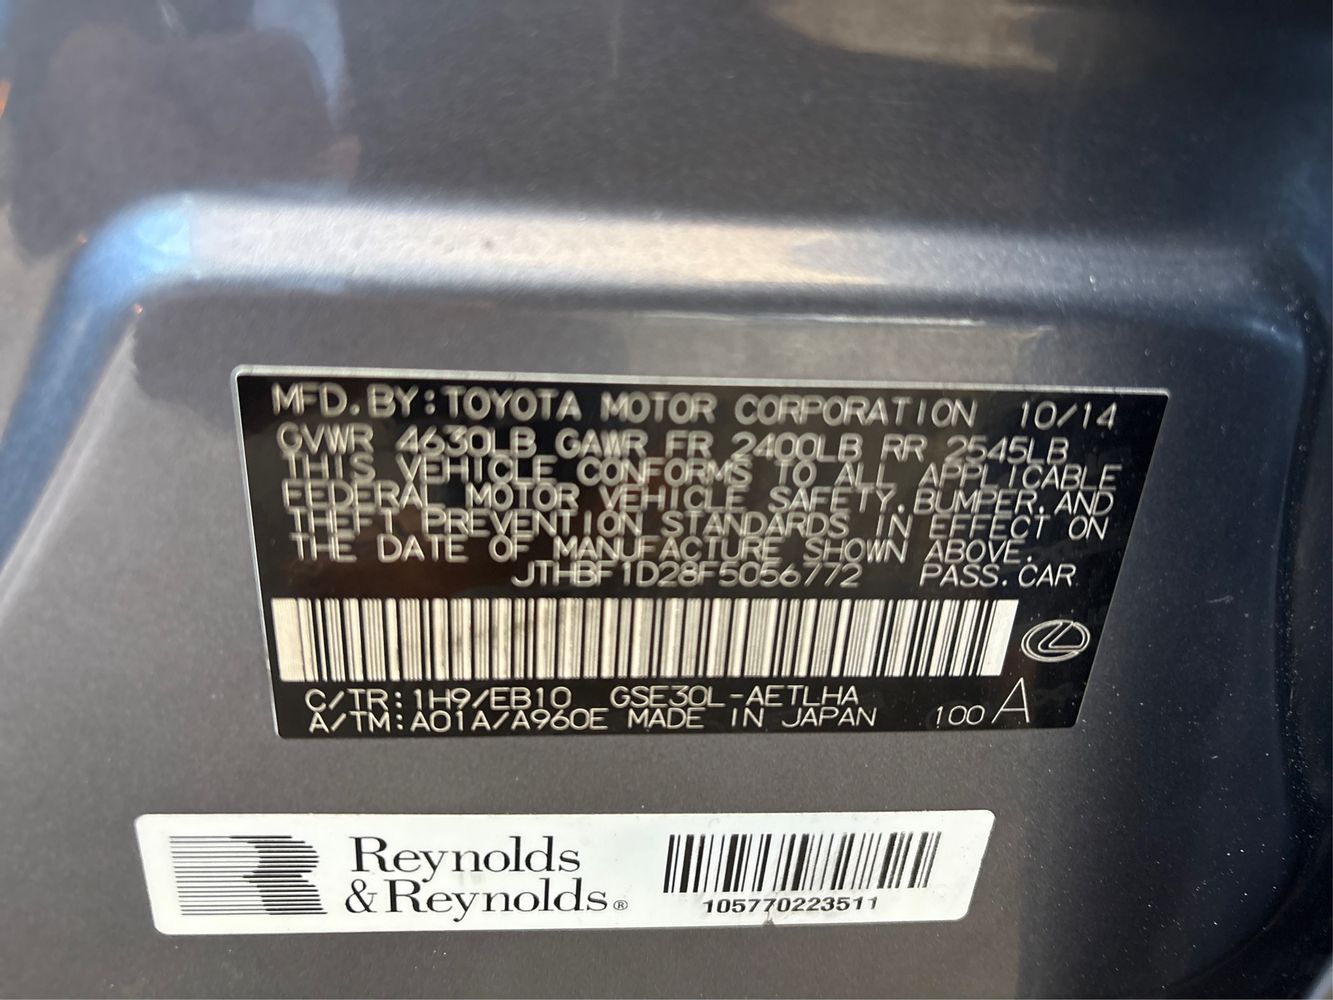 MFD.BY:TOYOTA MOTOR CORPORATION 10/14
GVWR 4630LB GAWR FR 2400LB RR 2545LB
THIS VEHICLE CONFORMS TO ALL APPLICABLE
FEDERAL MOTOR VEHICLE SAFETY,BUMPER,AND
THEFT PREVENTION STANDARDS IN EFFECT ON
THE DATE OF MANUFACTURE SHOWN ABOVE.
JTHBF1D28F5056772 PASS.CAR
C/TR:1H9/EB10 GSE30L-AETLHA
A/TM:A01A/A960E MADE IN JAPAN 100 A
Reynolds
&Reynolds®
105770223511